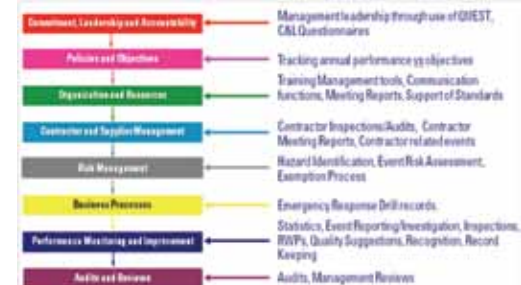 Commitment, Leadership and Accountability
Management leadership through use of QUEST,
C&L Questionnaires
Policies and Objectives
Tracking annual performance vs objectives
Organization and Resources
Training Management tools, Communication
functions, Meeting Reports, Support of Standards
Contractor and Supplier Management
Contractor Inspections/Audits, Contractor
Meeting Reports, Contractor related events
Risk Management
Hazard Identification, Event Risk Assessment,
Exemption Process
Business Processes
Emergency Response Drill records.
Performance Monitoring and Improvement
Statistics, Event Reporting/Investigation, Inspections,
RWPs, Quality Suggestions, Recognition, Record
Keeping
Audits and Reviews
Audits, Management Reviews